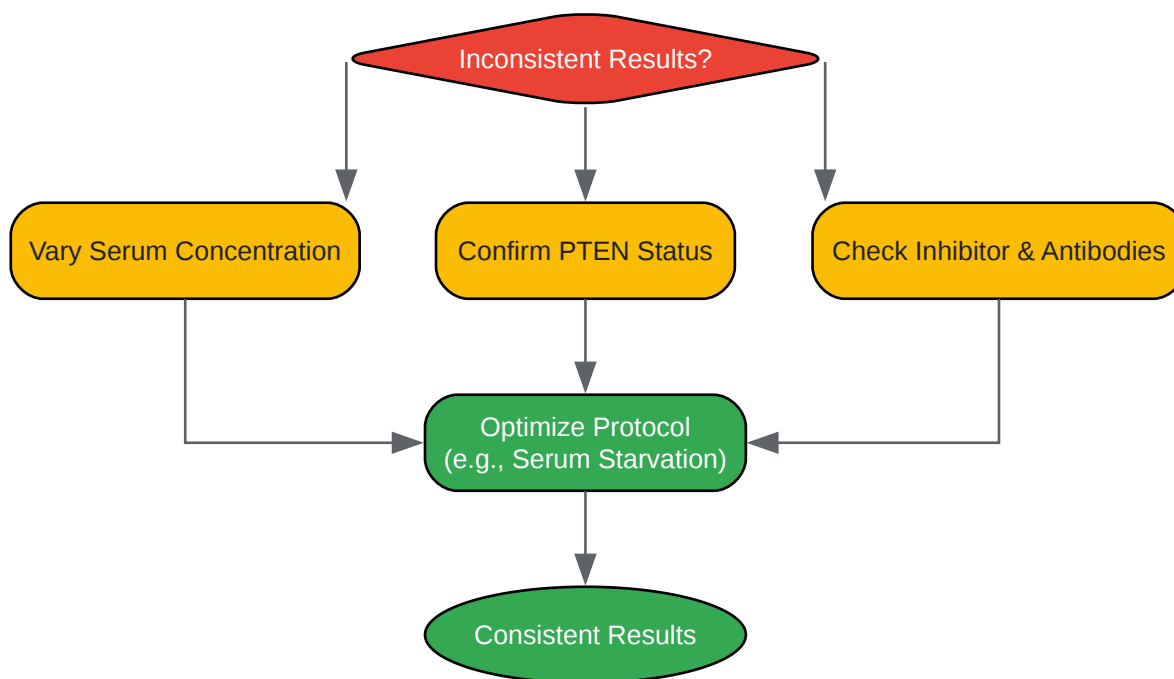 Inconsistent Results?
Vary Serum Concentration
Confirm PTEN Status
Check Inhibitor & Antibodies
Optimize Protocol
(e.g., Serum Starvation)
Consistent Results